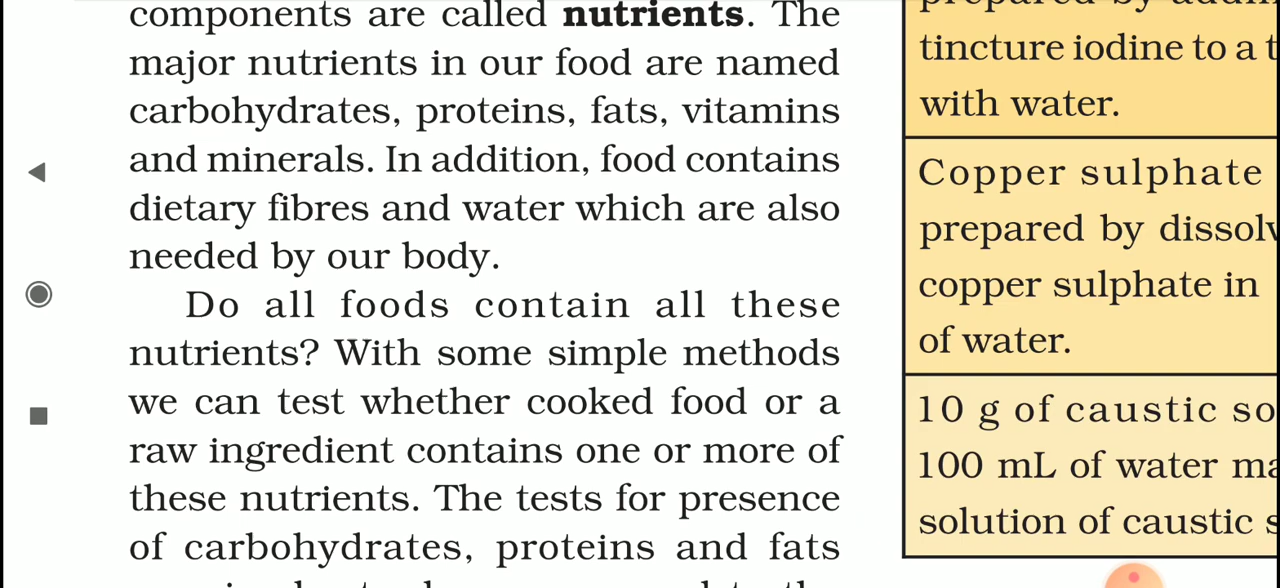 components are called nutrients. The
major nutrients in our food are named
carbohydrates, proteins, fats, vitamins
and minerals. In addition, food contains
dietary fibres and water which are also
needed by our body.
Do all foods contain all these
nutrients? With some simple methods
we can test whether cooked food or a
raw ingredient contains one or more of
these nutrients. The tests for presence
of carbohydrates, proteins and fats
prepared by
tincture iodine to a
with water.
Copper sulphate
prepared by
copper sulphate in
of water.
10 g of caustic
100 mL of water
solution of caustic